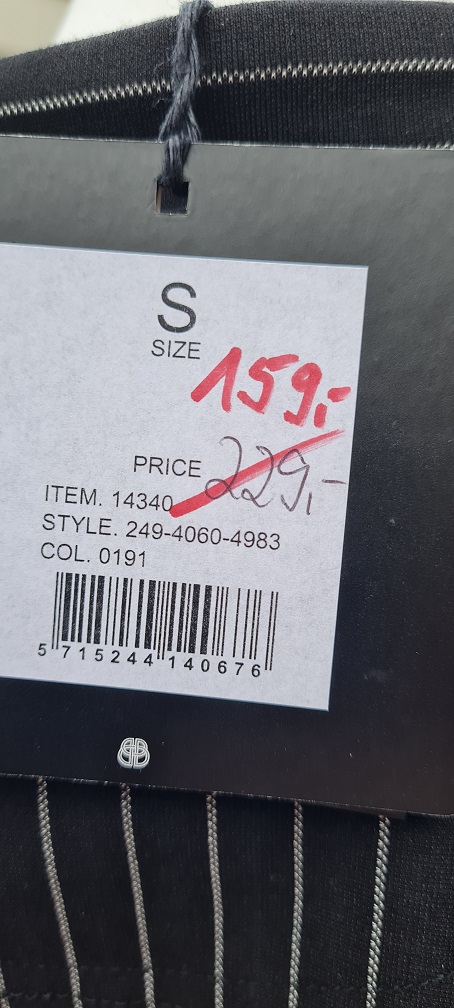 S
SIZE
159,-
PRICE 229,-
ITEM. 14340
STYLE. 249-4060-4983
COL. 0191
5 715244 140676